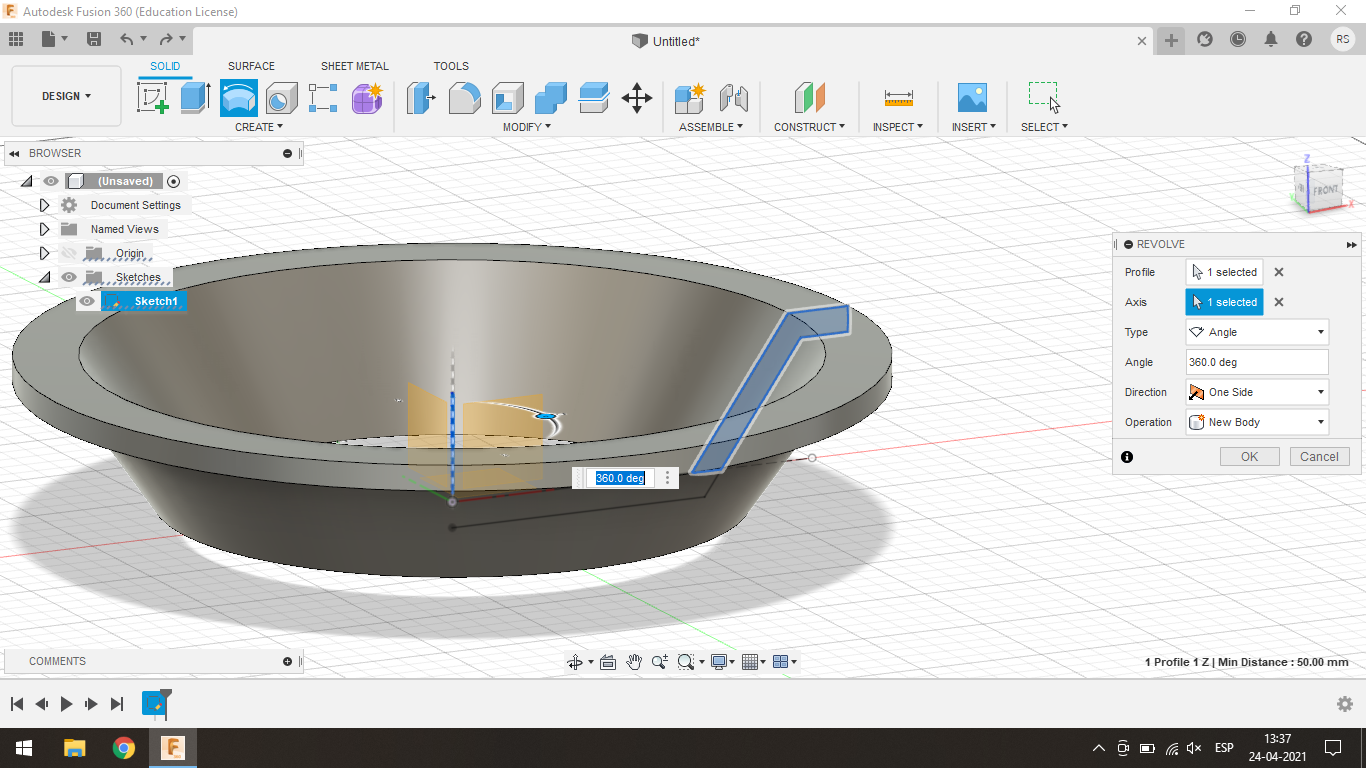 Autodesk Fusion 360 (Education License)
Untitled*
RS
SOLID SURFACE SHEET METAL TOOLS
DESIGN
CREATE MODIFY ASSEMBLE CONSTRUCT INSPECT INSERT SELECT
BROWSER
(Unsaved)
Document Settings
Named Views
Origin
Sketches
Sketch1
Z
FRONT
X
REVOLVE
Profile 1 selected
Axis 1 selected
Type Angle
Angle 360.0 deg
Direction One Side
Operation New Body
OK Cancel
360.0 deg
COMMENTS
1 Profile 1 Z | Min Distance : 50.00 mm
ESP
13:37
24-04-2021